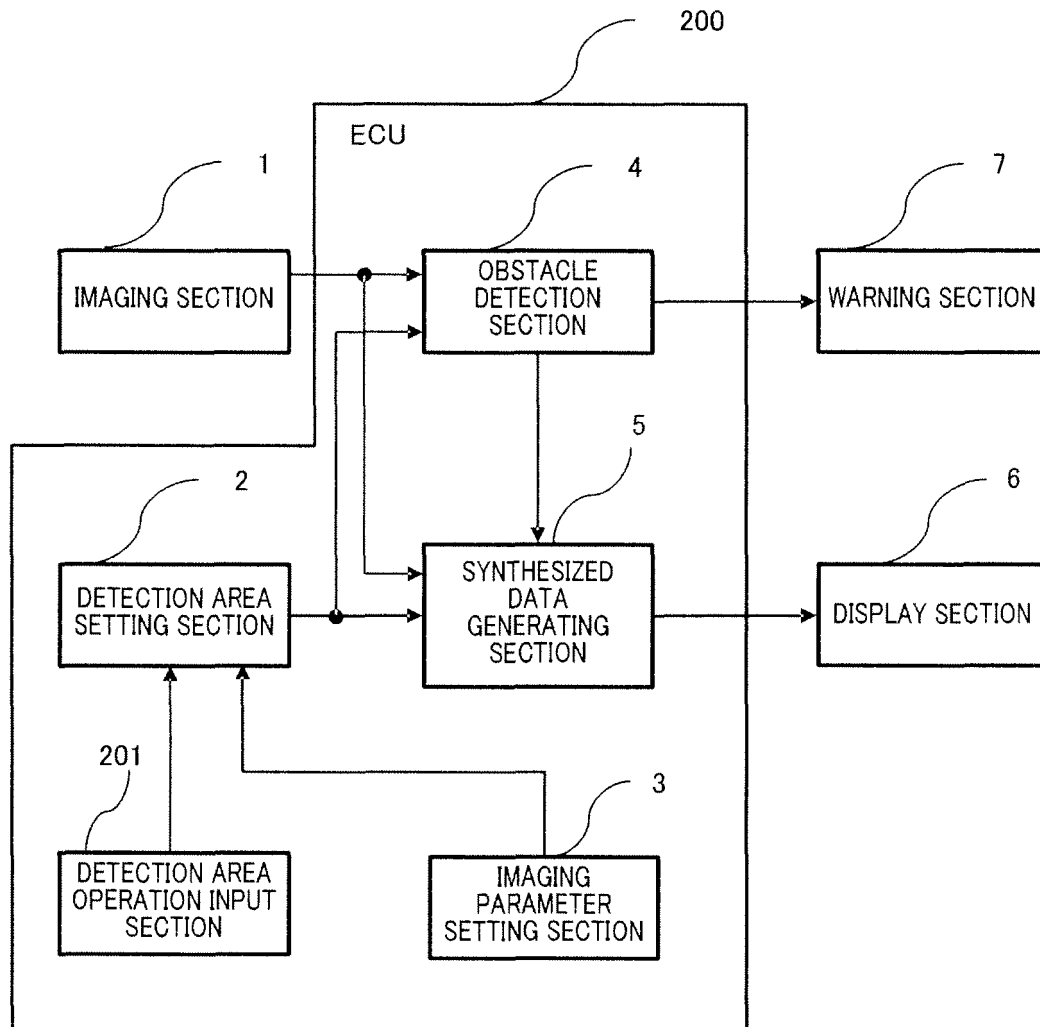 200
ECU
1
4
7
IMAGING SECTION
OBSTACLE
DETECTION
SECTION
WARNING SECTION
2
5
6
DETECTION AREA
SETTING SECTION
SYNTHESIZED
DATA
GENERATING
SECTION
DISPLAY SECTION
201
3
DETECTION AREA
OPERATION INPUT
SECTION
IMAGING
PARAMETER
SETTING SECTION